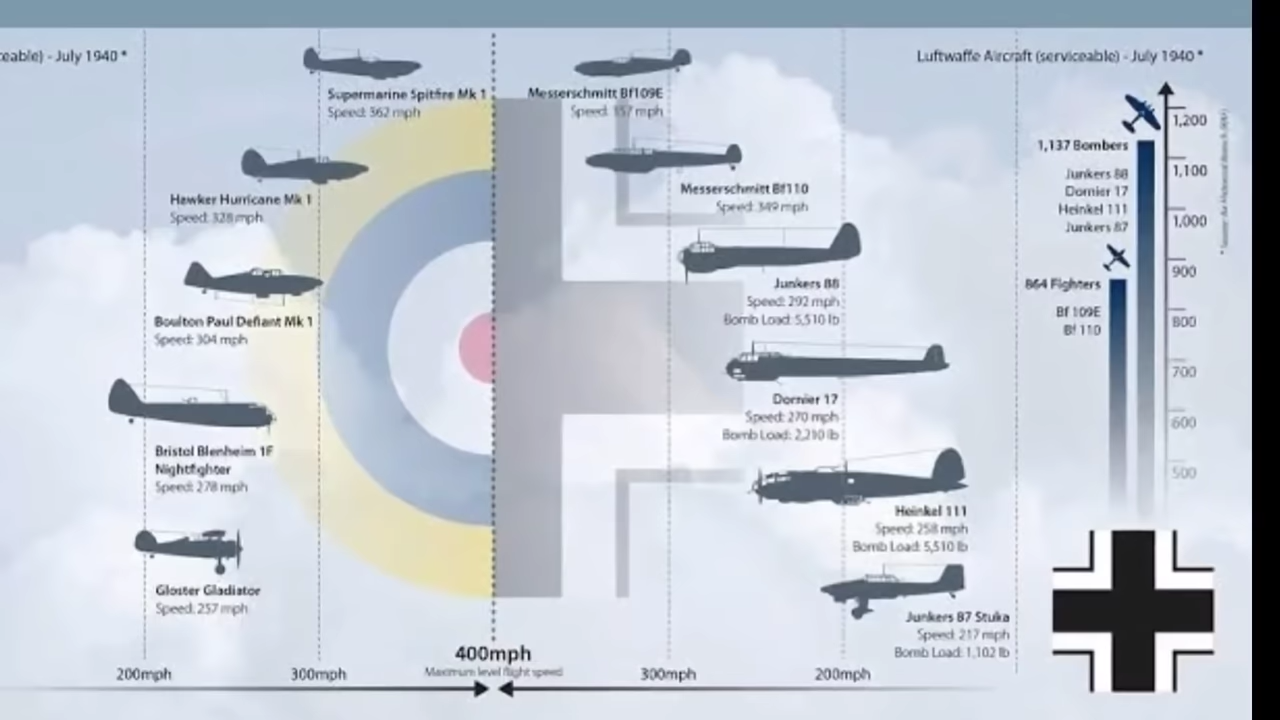 eable) - July 1940 *
Luftwaffe Aircraft (serviceable) - July 1940 *
Supermarine Spitfire Mk 1
Speed: 362 mph
Messerschmitt Bf109E
Speed: 357 mph
Hawker Hurricane Mk 1
Speed: 328 mph
Messerschmitt Bf110
Speed: 349 mph
Boulton Paul Defiant Mk 1
Speed: 304 mph
Junkers 88
Speed: 292 mph
Bomb Load: 5,510 lb
Bristol Blenheim 1F
Nightfighter
Speed: 278 mph
Dornier 17
Speed: 270 mph
Bomb Load: 2,210 lb
Gloster Gladiator
Speed: 257 mph
Heinkel 111
Speed: 258 mph
Bomb Load: 5,510 lb
Junkers 87 Stuka
Speed: 217 mph
Bomb Load: 1,102 lb
1,137 Bombers
Junkers 88
Dornier 17
Heinkel 111
Junkers 87
864 Fighters
Bf 109E
Bf 110
1,200
1,100
1,000
900
800
700
600
500
200mph
300mph
400mph
Maximum level flight speed
300mph
200mph